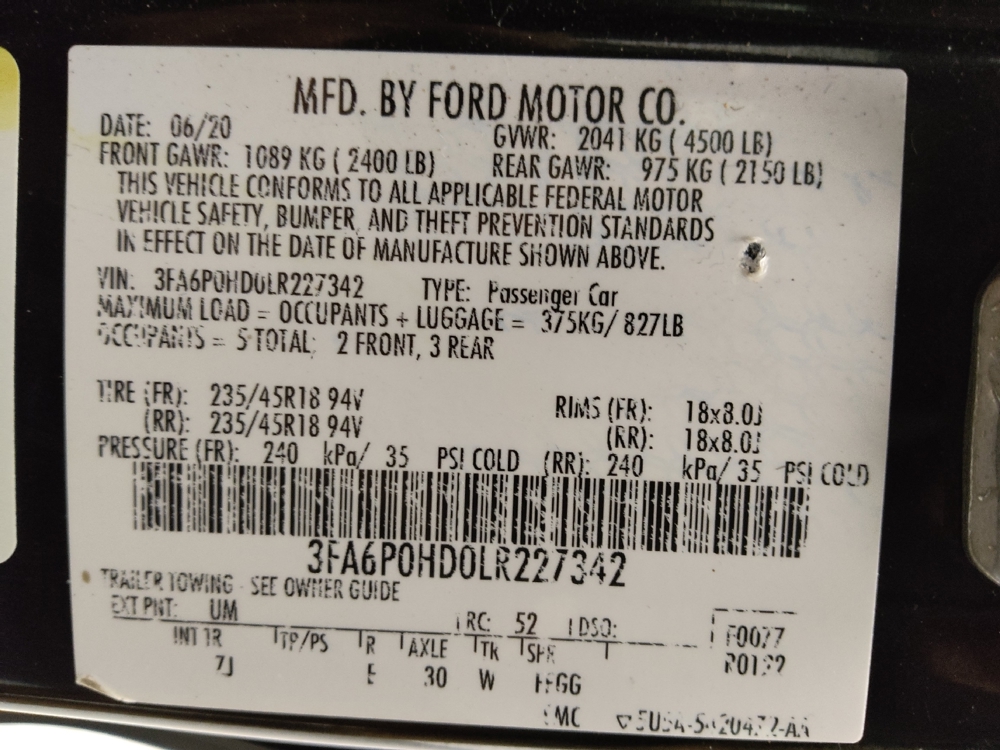 MFD. BY FORD MOTOR CO.
DATE: 06/20 GVWR: 2041 KG ( 4500 LB)
FRONT GAWR: 1089 KG ( 2400 LB) REAR GAWR: 975 KG ( 2150 LB)
THIS VEHICLE CONFORMS TO ALL APPLICABLE FEDERAL MOTOR
VEHICLE SAFETY, BUMPER, AND THEFT PREVENTION STANDARDS
IN EFFECT ON THE DATE OF MANUFACTURE SHOWN ABOVE.
VIN: 3FA6P0HD0LR227342 TYPE: Passenger Car
MAXIMUM LOAD = OCCUPANTS + LUGGAGE = 375KG/ 827LB
OCCUPANTS = 5 TOTAL; 2 FRONT, 3 REAR
TIRE (FR): 235/45R18 94V RIMS (FR): 18x8.0J
(RR): 235/45R18 94V (RR): 18x8.0J
PRESSURE (FR): 240 kPa/ 35 PSI COLD (RR): 240 kPa/ 35 PSI COLD
3FA6P0HD0LR227342
TRAILER TOWING - SEE OWNER GUIDE
EXT PNT: UM RC: 52 DSO:
INT TR TP/PS R AXLE TR SPR F0077
7J E 30 W